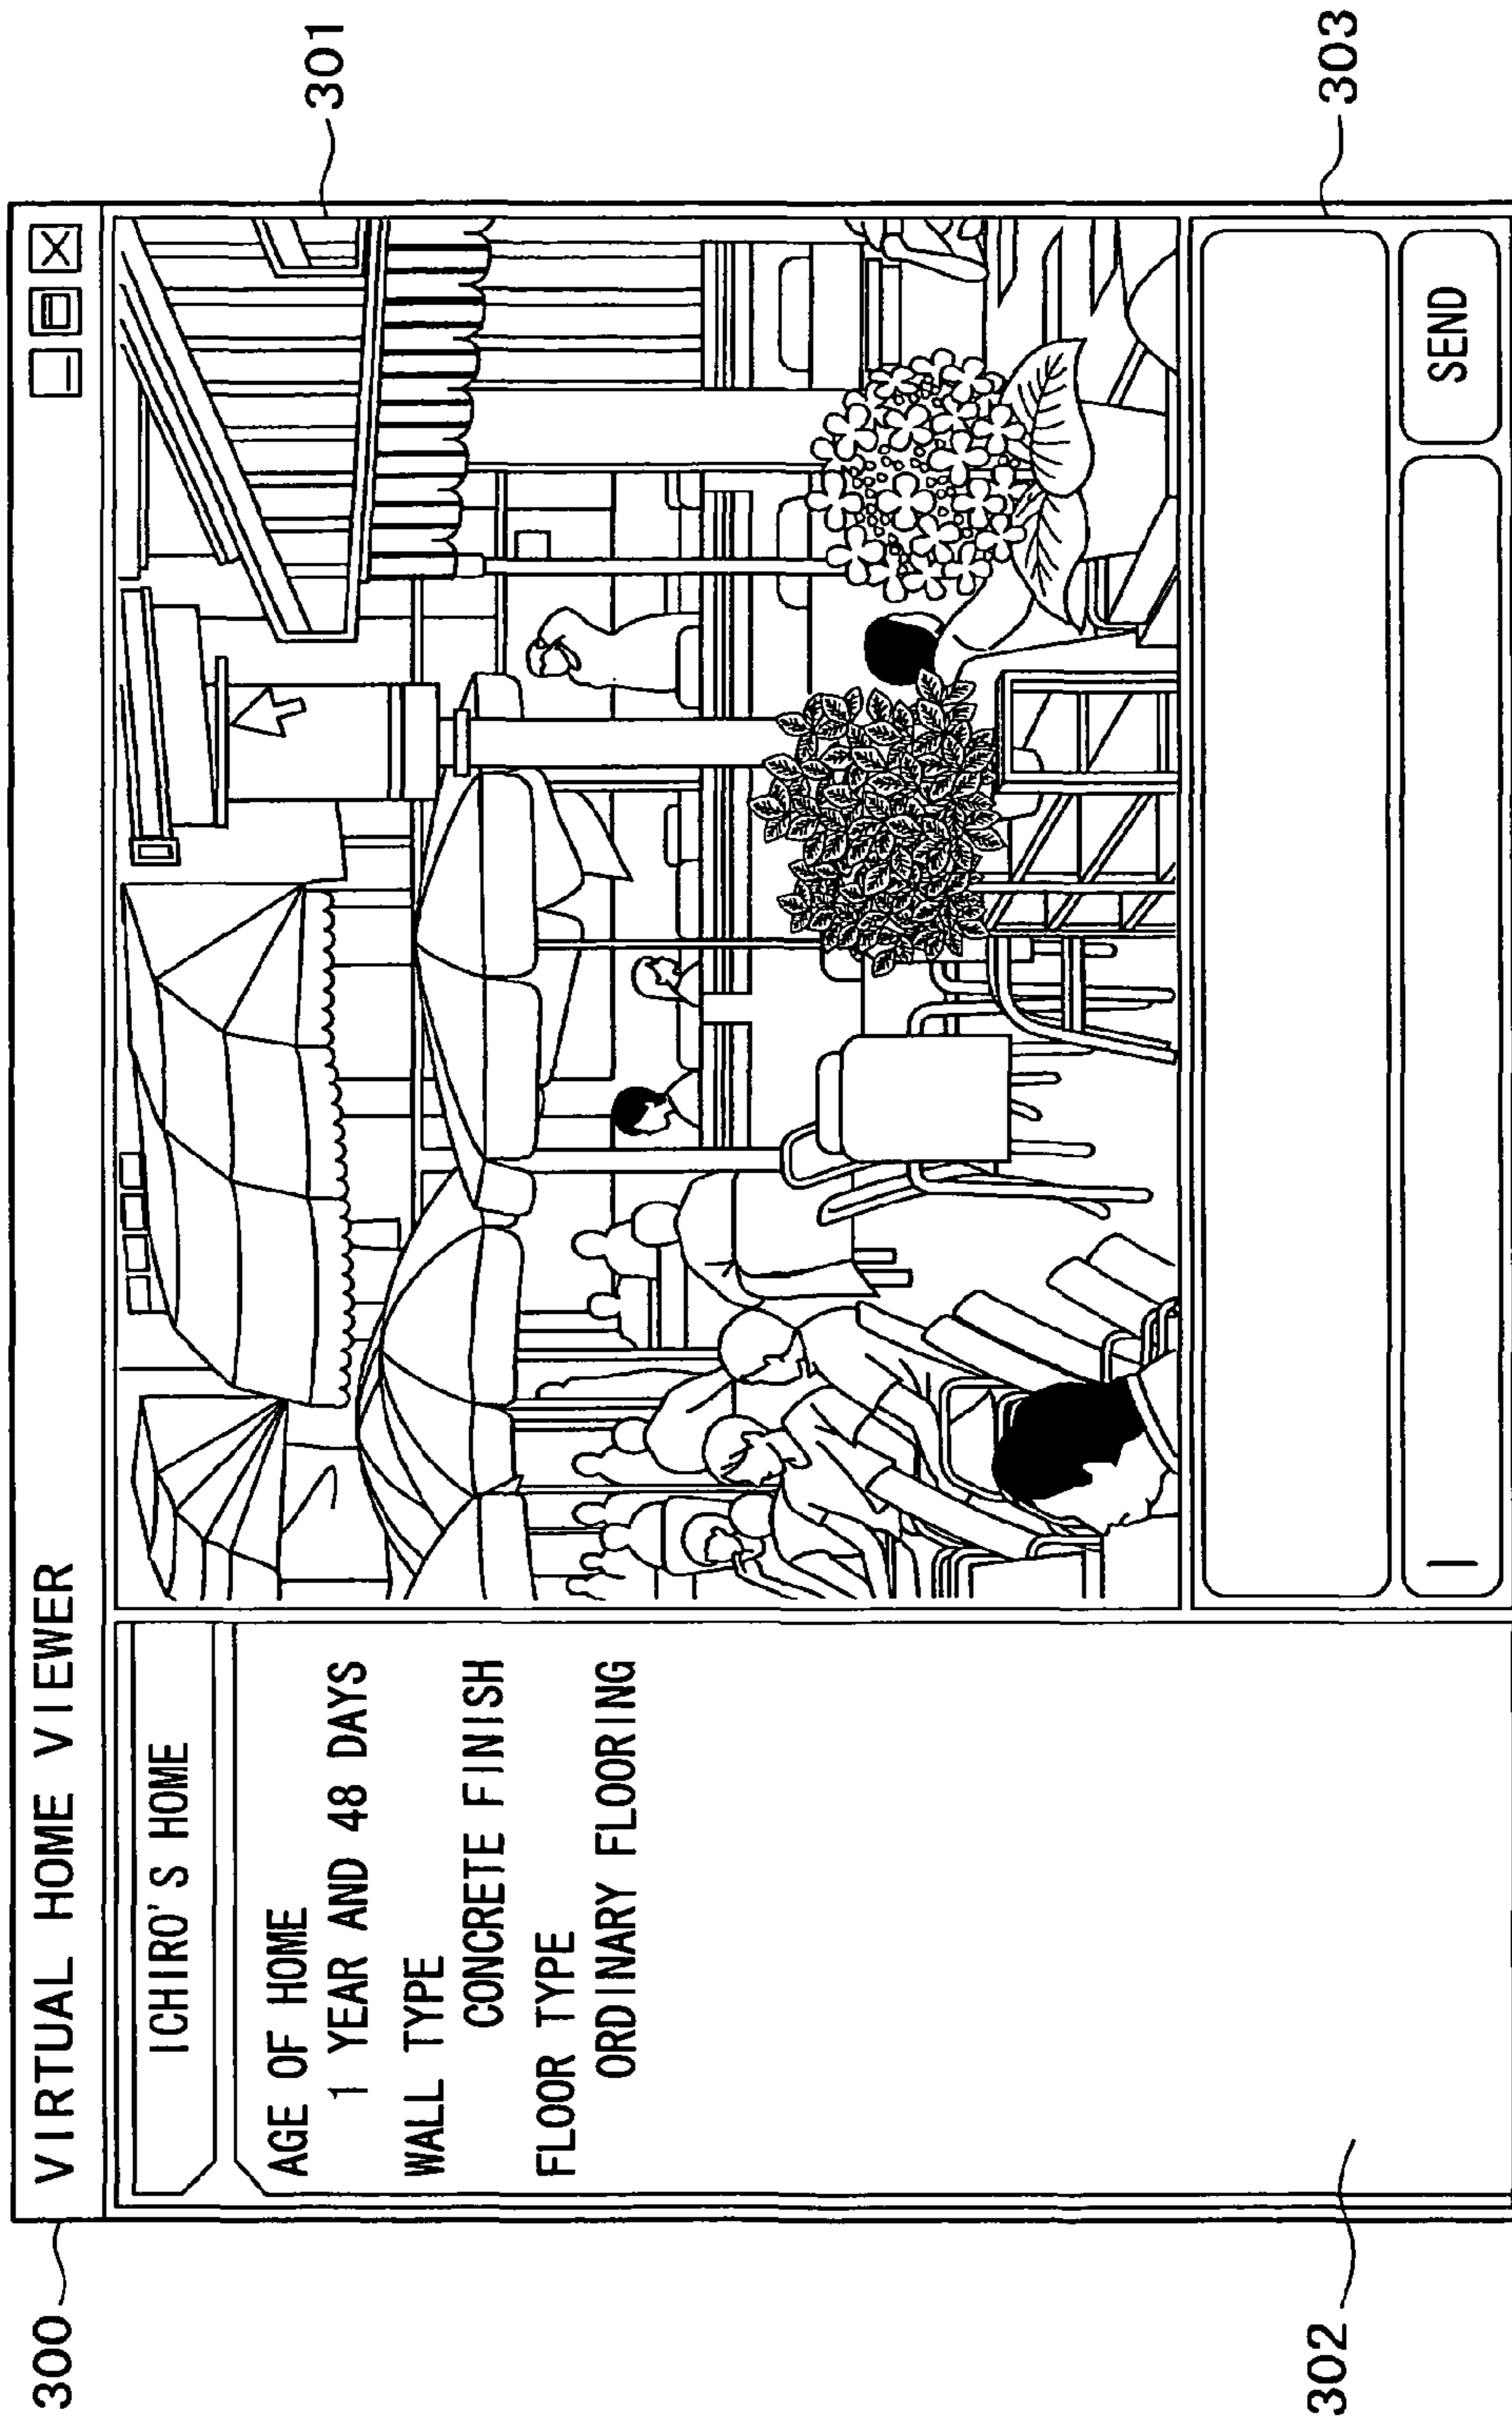 300
VIRTUAL HOME VIEWER
ICHIRO'S HOME
AGE OF HOME
1 YEAR AND 48 DAYS
WALL TYPE
CONCRETE FINISH
FLOOR TYPE
ORDINARY FLOORING
301
302
SEND
303